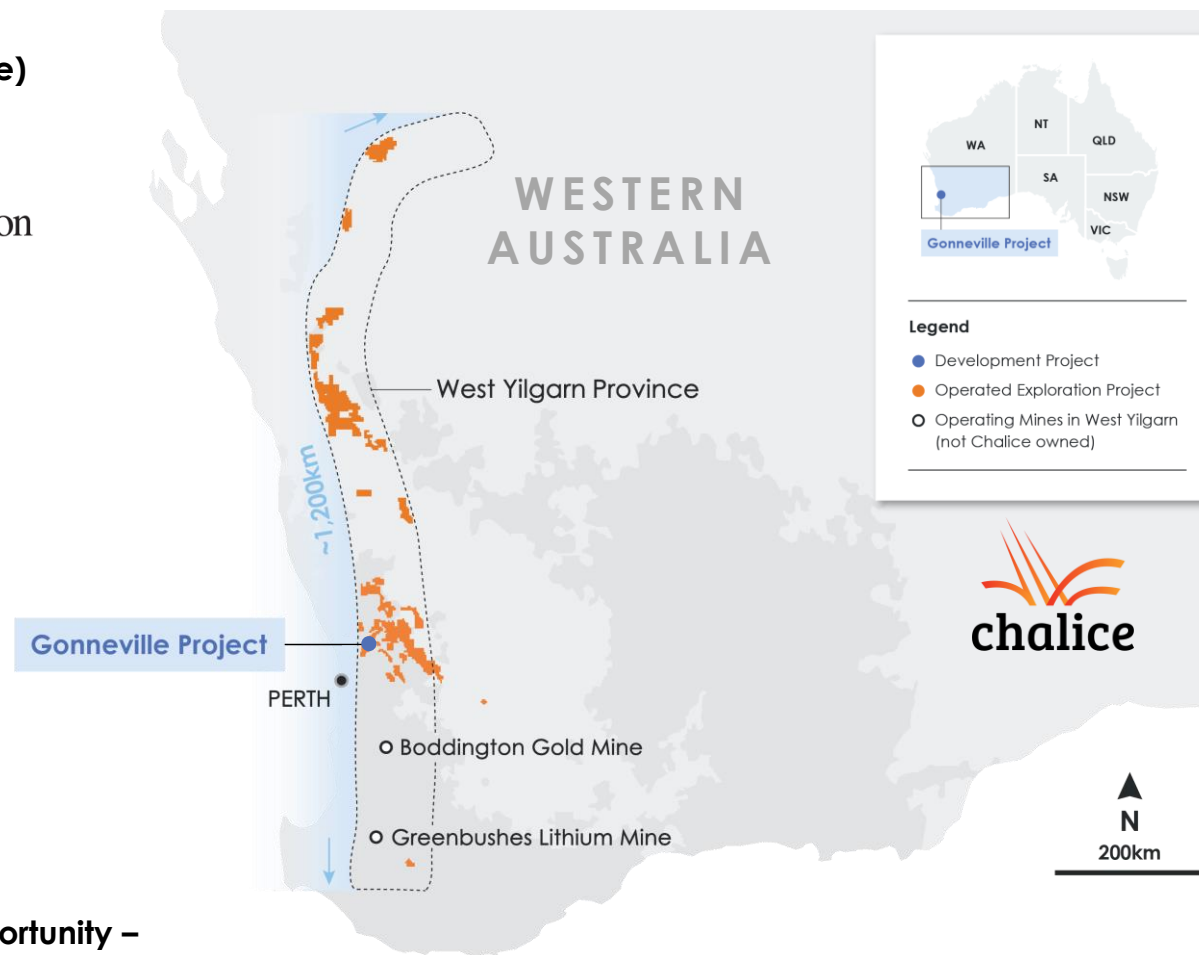 e)
on
WESTERN
AUSTRALIA
West Yilgarn Province
~1,200km
Gonneville Project
PERTH
Boddington Gold Mine
Greenbushes Lithium Mine
ortunity –
WA
NT
QLD
SA
NSW
VIC
Gonneville Project
Legend
Development Project
Operated Exploration Project
Operating Mines in West Yilgarn
(not Chalice owned)
chalice
N
200km